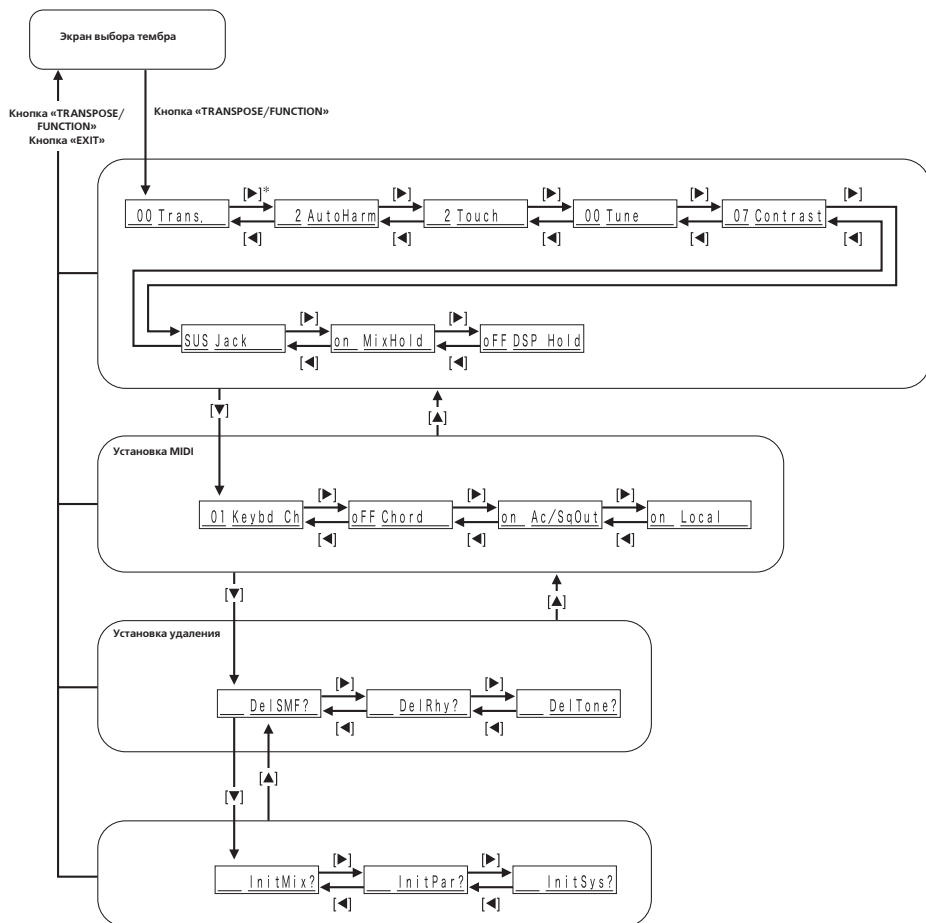 Экран выбора тембра
Кнопка «TRANSPOSE/
FUNCTION»
Кнопка «EXIT»
Кнопка «TRANSPOSE/FUNCTION»
[▶]* [▶] [▶] [▶] [▶]
00 Trans. 2 AutoHarm 2 Touch 00 Tune 07 Contrast
[◀] [◀] [◀] [◀] [◀]
[▶] [▶]
SUS Jack on MixHold oFF DSP Hold
[◀] [◀]
[▼] [▲]
Установка MIDI
[▶] [▶] [▶]
01 Keybd Ch oFF Chord on Ac/SqOut on Local
[◀] [◀] [◀]
[▼] [▲]
Установка удаления
[▶] [▶]
DelSMF? DelRhy? DelTone?
[◀] [◀]
[▼] [▲]
[▶] [▶]
InitMix? InitPar? InitSys?
[◀] [◀]